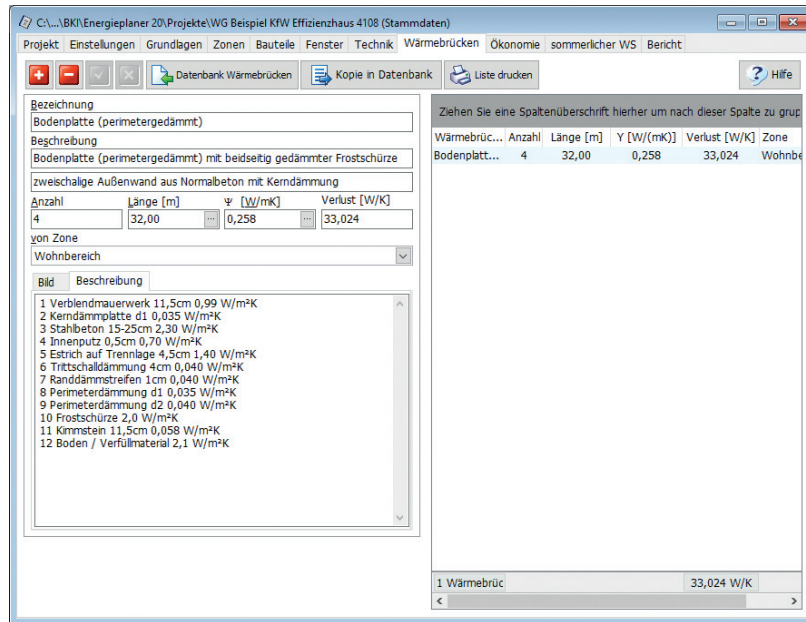 C:\...\BKI\Energieplaner 20\Projekte\WG Beispiel KfW Effizienzhaus 4108 (Stammdaten)
Projekt Einstellungen Grundlagen Zonen Bauteile Fenster Technik Wärmebrücken Ökonomie sommerlicher WS Bericht
Datenbank Wärmebrücken Kopie in Datenbank Liste drucken Hilfe
Bezeichnung
Bodenplatte (perimetergedämmt)
Beschreibung
Bodenplatte (perimetergedämmt) mit beidseitig gedämmter Frostschürze
zweischalige Außenwand aus Normalbeton mit Kerndämmung
Anzahl Länge [m] Ψ [W/mK] Verlust [W/K]
4 32,00 ... 0,258 ... 33,024
von Zone
Wohnbereich
Bild Beschreibung
1 Verblendmauerwerk 11,5cm 0,99 W/m²K
2 Kerndämmplatte d1 0,035 W/m²K
3 Stahlbeton 15-25cm 2,30 W/m²K
4 Innenputz 0,5cm 0,70 W/m²K
5 Estrich auf Trennlage 4,5cm 1,40 W/m²K
6 Trittschalldämmung 4cm 0,040 W/m²K
7 Randdämmstreifen 1cm 0,040 W/m²K
8 Perimeterdämmung d1 0,035 W/m²K
9 Perimeterdämmung d2 0,040 W/m²K
10 Frostschürze 2,0 W/m²K
11 Kimmstein 11,5cm 0,058 W/m²K
12 Boden / Verfüllmaterial 2,1 W/m²K
Ziehen Sie eine Spaltenüberschrift hierher um nach dieser Spalte zu grup
Wärmebrüc... Anzahl Länge [m] Y [W/(mK)] Verlust [W/K] Zone
Bodenplatt... 4 32,00 0,258 33,024 Wohnbe
1 Wärmebrüc 33,024 W/K